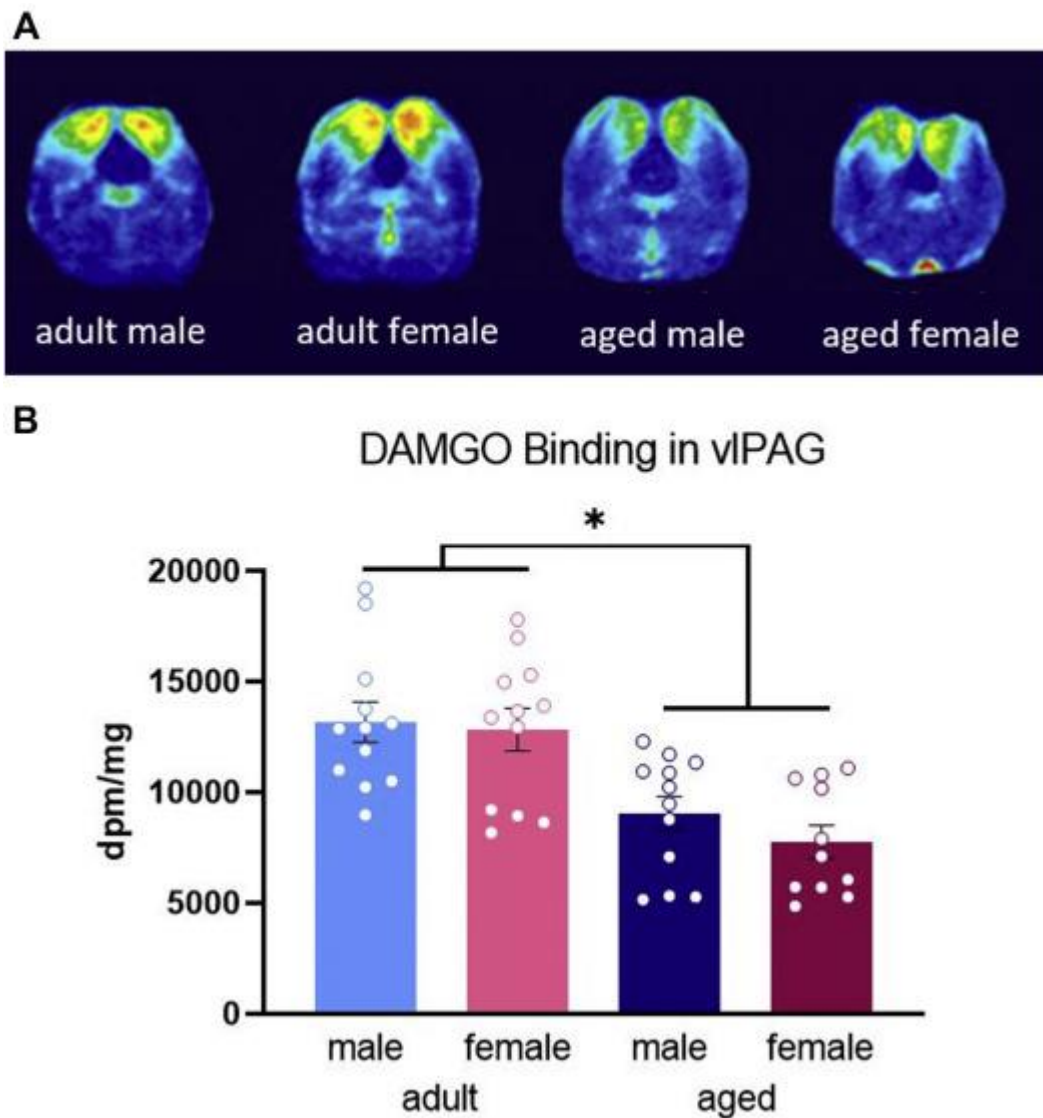 A
adult male adult female aged male aged female
B
DAMGO Binding in vlPAG
*
20000
15000
10000
5000
0
dpm/mg
male female male female
adult aged